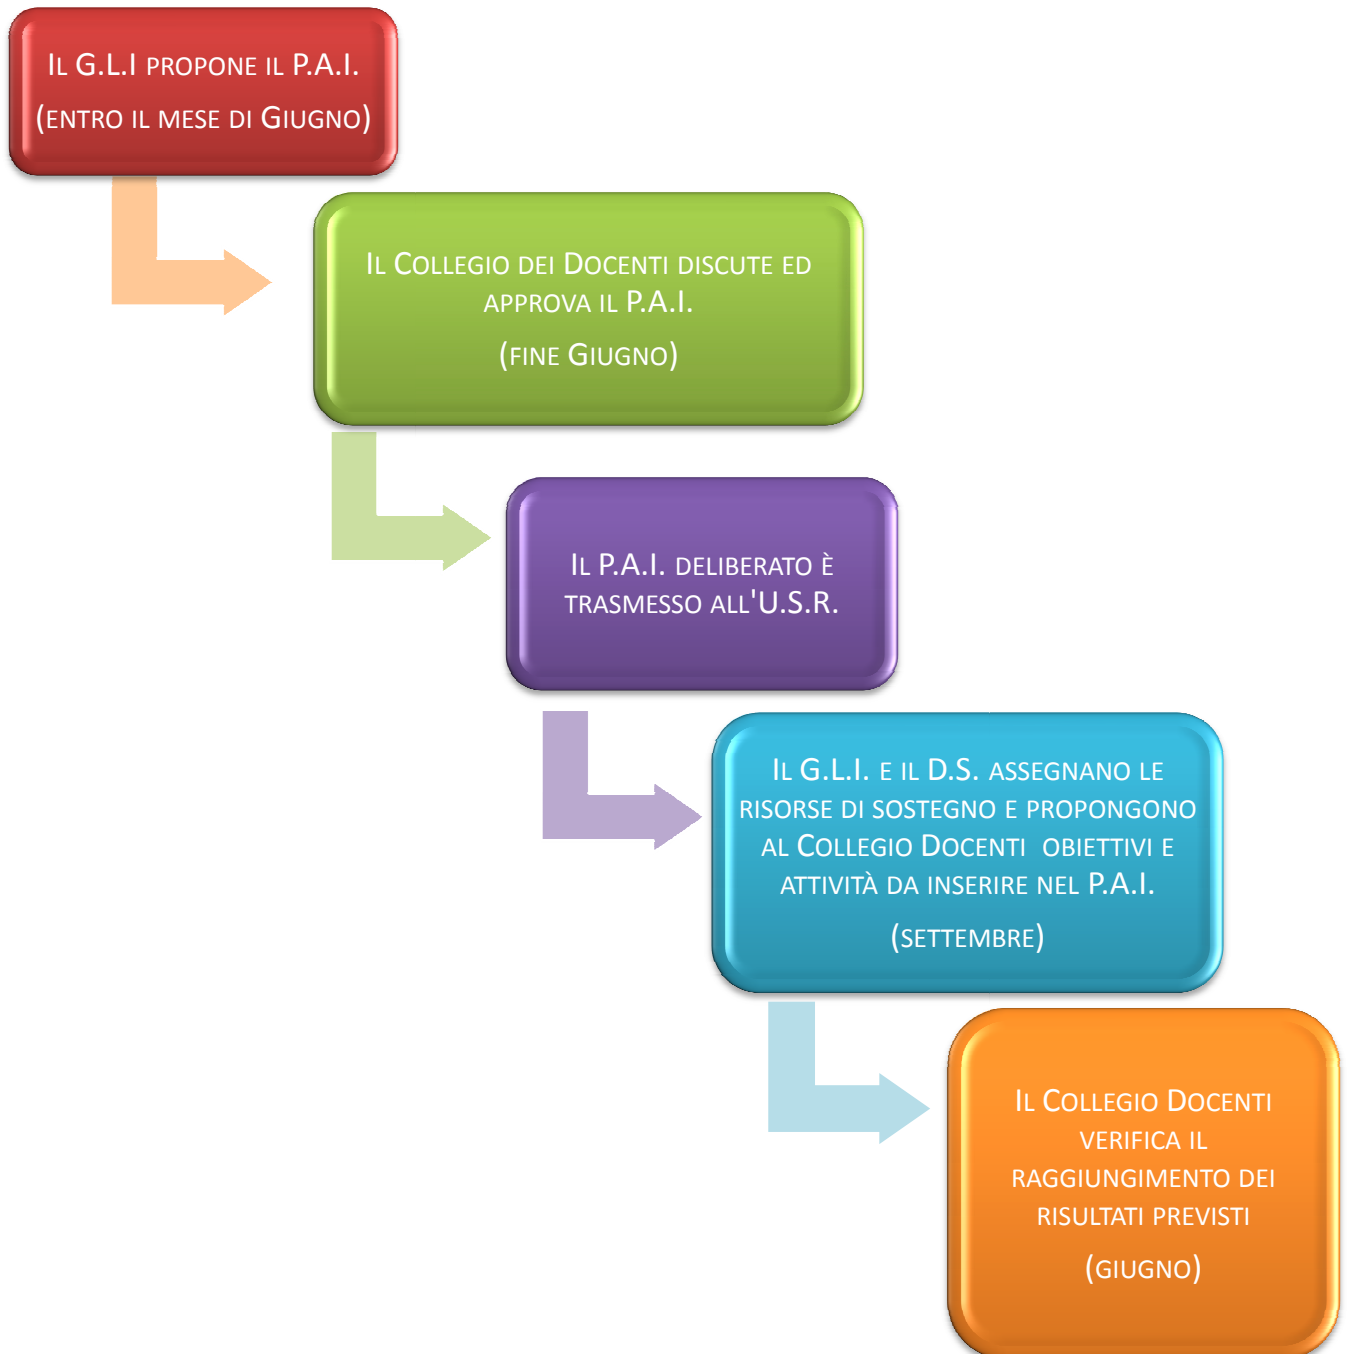 Il G.L.I propone il P.A.I.
(entro il mese di Giugno)
Il Collegio dei Docenti discute ed
approva il P.A.I.
(fine Giugno)
Il P.A.I. deliberato è
trasmesso all'U.S.R.
Il G.L.I. e il D.S. assegnano le
risorse di sostegno e propongono
al Collegio Docenti obiettivi e
attività da inserire nel P.A.I.
(settembre)
Il Collegio Docenti
verifica il
raggiungimento dei
risultati previsti
(giugno)